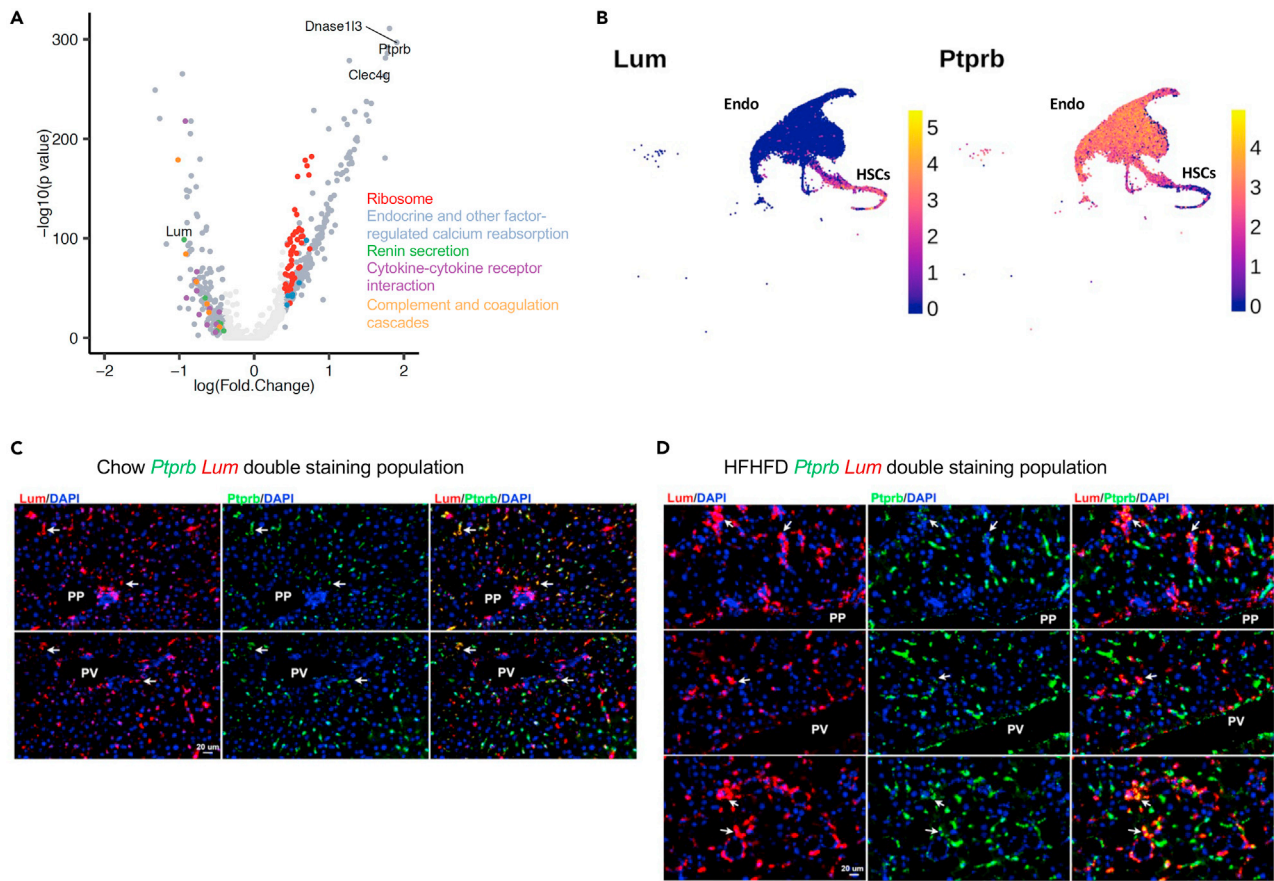 A
Dnase1l3
Ptprb
Clec4g
Lum
300
200
100
0
−log10(p value)
−2
−1
0
1
2
log(Fold.Change)
Ribosome
Endocrine and other factor-
regulated calcium reabsorption
Renin secretion
Cytokine-cytokine receptor
interaction
Complement and coagulation
cascades
B
Lum
Endo
HSCs
5
4
3
2
1
0
Ptprb
Endo
HSCs
4
3
2
1
0
C
Chow Ptprb Lum double staining population
Lum/DAPI
Ptprb/DAPI
Lum/Ptprb/DAPI
PP
PP
PP
PV
PV
PV
20 um
D
HFHFD Ptprb Lum double staining population
Lum/DAPI
Ptprb/DAPI
Lum/Ptprb/DAPI
PP
PP
PP
PV
PV
PV
20 um